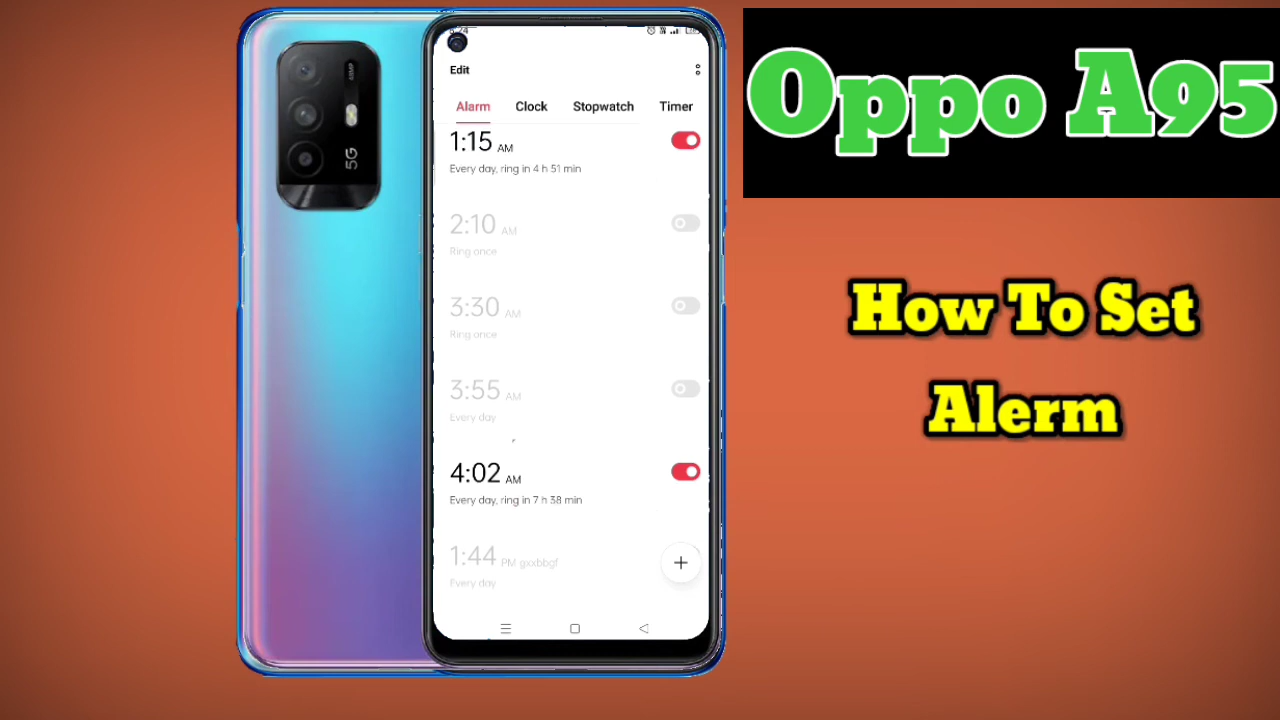 Oppo A95
How To Set
Alerm
Edit
Alarm Clock Stopwatch Timer
1:15 AM
Every day, ring in 4 h 51 min
2:10 AM
Ring once
3:30 AM
Ring once
3:55 AM
Every day
4:02 AM
Every day, ring in 7 h 38 min
1:44 PM gxxbbgf
Every day
+
5G